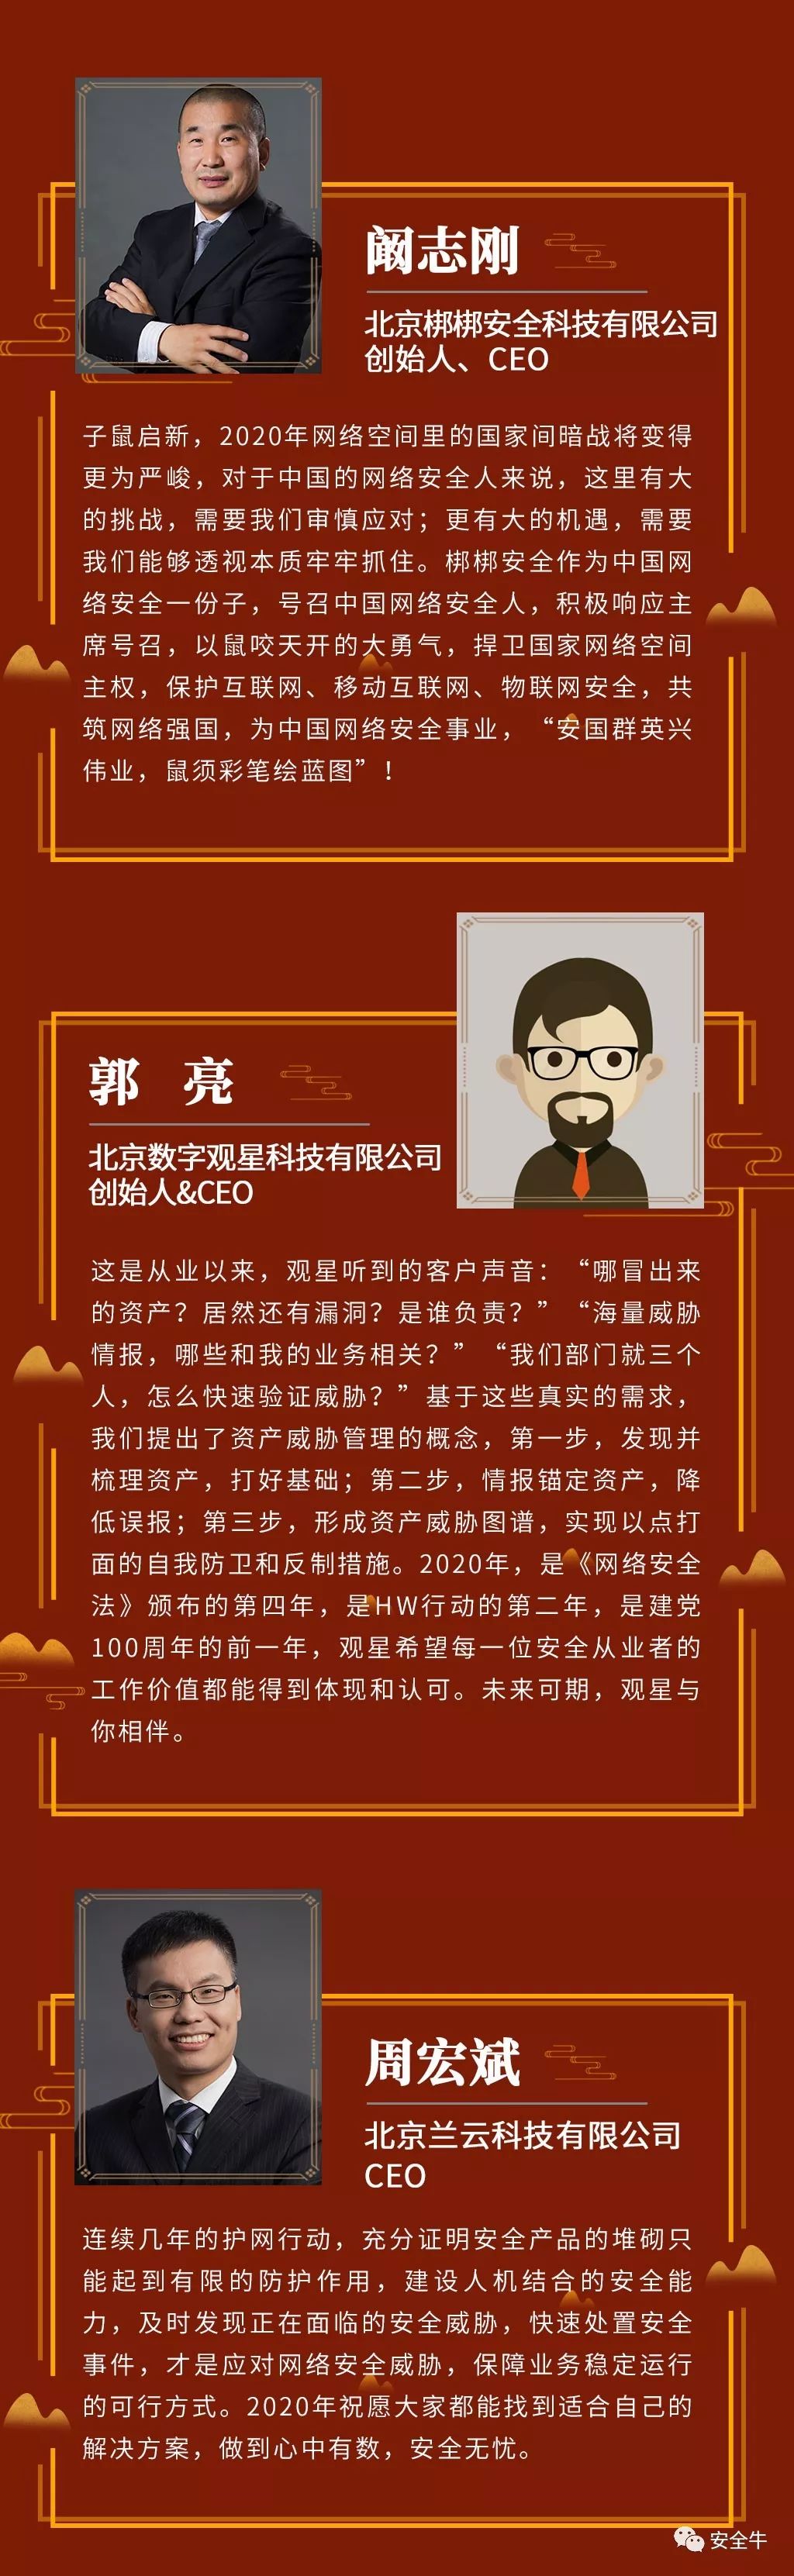 阚志刚
北京梆梆安全科技有限公司
创始人、CEO
子鼠启新，2020年网络空间里的国家间暗战将变得
更为严峻，对于中国的网络安全人来说，这里有大
的挑战，需要我们审慎应对；更有大的机遇，需要
我们能够透视本质牢牢抓住。梆梆安全作为中国网
络安全一份子，号召中国网络安全人，积极响应主
席号召，以鼠咬天开的大勇气，捍卫国家网络空间
主权，保护互联网、移动互联网、物联网安全，共
筑网络强国，为中国网络安全事业，“安国群英兴
伟业，鼠须彩笔绘蓝图”！
郭 亮
北京数字观星科技有限公司
创始人&CEO
这是从业以来，观星听到的客户声音：“哪冒出来
的资产？居然还有漏洞？是谁负责？”“海量威胁
情报，哪些和我的业务相关？”“我们部门就三个
人，怎么快速验证威胁？”基于这些真实的需求，
我们提出了资产威胁管理的概念，第一步，发现并
梳理资产，打好基础；第二步，情报锚定资产，降
低误报；第三步，形成资产威胁图谱，实现以点打
面的自我防卫和反制措施。2020年，是《网络安全
法》颁布的第四年，是HW行动的第二年，是建党
100周年的前一年，观星希望每一位安全从业者的
工作价值都能得到体现和认可。未来可期，观星与
你相伴。
周宏斌
北京兰云科技有限公司
CEO
连续几年的护网行动，充分证明安全产品的堆砌只
能起到有限的防护作用，建设人机结合的安全能
力，及时发现正在面临的安全威胁，快速处置安全
事件，才是应对网络安全威胁，保障业务稳定运行
的可行方式。2020年祝愿大家都能找到适合自己的
解决方案，做到心中有数，安全无忧。
安全牛